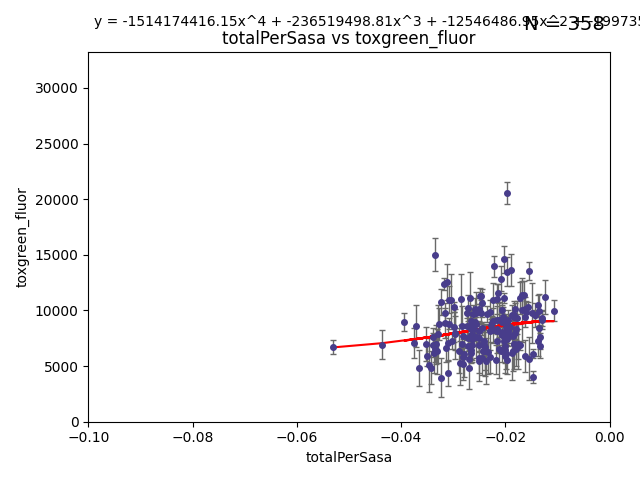 y = -1514174416.15x^4 + -236519498.81x^3 + -12546486.95x^2 +
N = 358
totalPerSasa vs toxgreen_fluor
30000
25000
20000
15000
10000
5000
0
toxgreen_fluor
−0.10 −0.08 −0.06 −0.04 −0.02 0.00
totalPerSasa